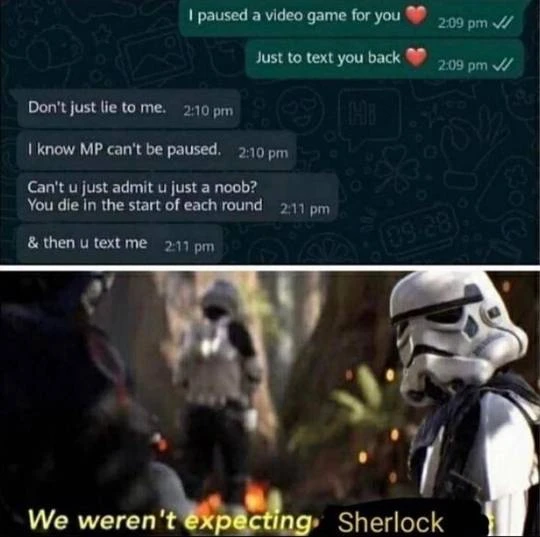 I paused a video game for you ❤️ 2:09 pm
Just to text you back ❤️ 2:09 pm
Don't just lie to me. 2:10 pm
I know MP can't be paused. 2:10 pm
Can't u just admit u just a noob?
You die in the start of each round 2:11 pm
& then u text me 2:11 pm
Hi
09:28
We weren't expecting Sherlock